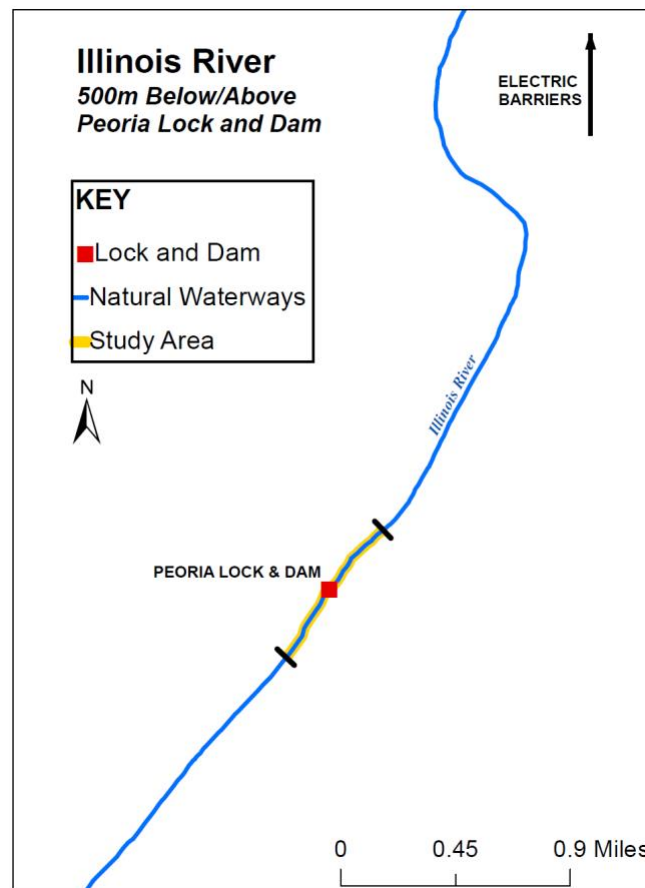 Illinois River
500m Below/Above
Peoria Lock and Dam
ELECTRIC
BARRIERS
KEY
Lock and Dam
Natural Waterways
Study Area
N
Illinois River
PEORIA LOCK & DAM
0 0.45 0.9 Miles